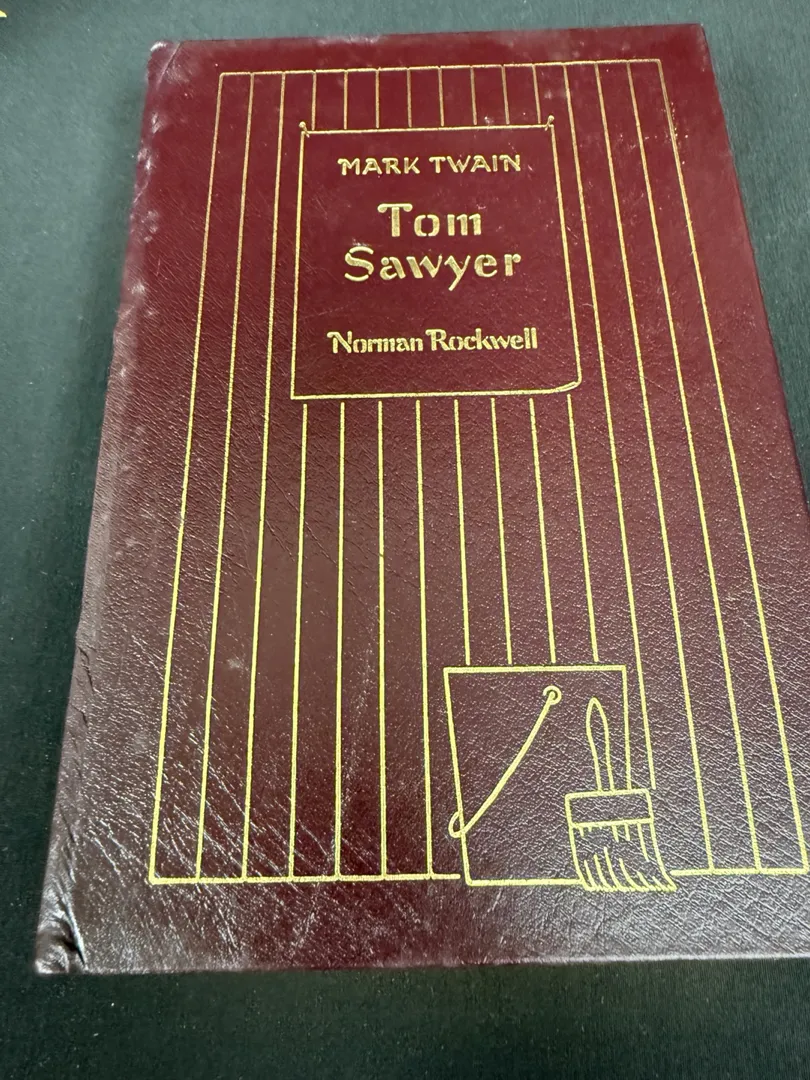 MARK TWAIN
Tom
Sawyer
Norman Rockwell